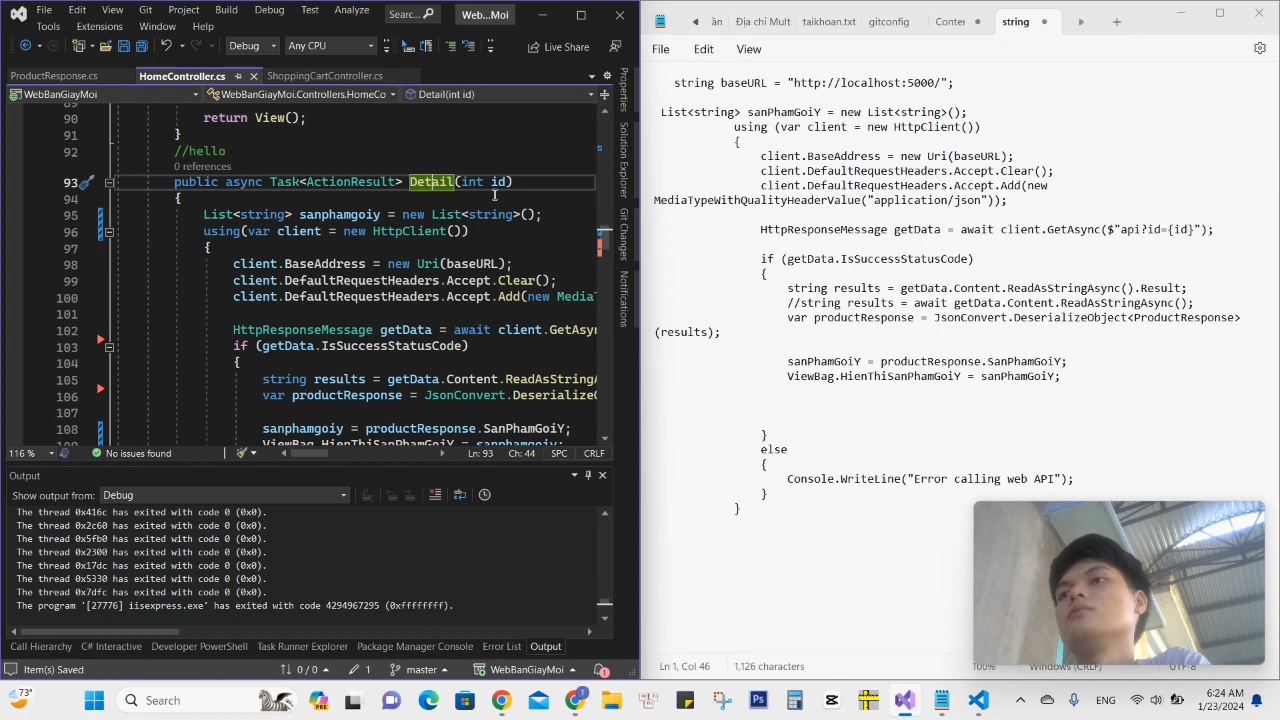 File Edit View Git Project Build Debug Test Analyze
Tools Extensions Window Help
Searc...
Web...Moi
Debug Any CPU Live Share
ProductResponse.cs HomeController.cs ShoppingCartController.cs
WebBanGiayMoi WebBanGiayMoi.Controllers.HomeCo Detail(int id)
90 return View();
91 }
92 //hello
0 references
93 public async Task<ActionResult> Detail(int id)
94 {
95 List<string> sanphamgoiy = new List<string>();
96 using(var client = new HttpClient())
97 {
98 client.BaseAddress = new Uri(baseURL);
99 client.DefaultRequestHeaders.Accept.Clear();
100 client.DefaultRequestHeaders.Accept.Add(new Media
102 HttpResponseMessage getData = await client.GetAsyn
103 if (getData.IsSuccessStatusCode)
104 {
105 string results = getData.Content.ReadAsStringA
106 var productResponse = JsonConvert.DeserializeO
107
108 sanphamgoiy = productResponse.SanPhamGoiY;
ViewBag.HienThiSanPhamGoiY = sanphamgoiy;
116 % No issues found Ln: 93 Ch: 44 SPC CRLF
Properties
Solution Explorer
Git Changes
Notifications
Output
Show output from: Debug
The thread 0x416c has exited with code 0 (0x0).
The thread 0x2c60 has exited with code 0 (0x0).
The thread 0x5fb0 has exited with code 0 (0x0).
The thread 0x2300 has exited with code 0 (0x0).
The thread 0x17dc has exited with code 0 (0x0).
The thread 0x5330 has exited with code 0 (0x0).
The thread 0x7dfc has exited with code 0 (0x0).
The program '[27776] iisexpress.exe' has exited with code 4294967295 (0xffffffff).
Call Hierarchy C# Interactive Developer PowerShell Task Runner Explorer Package Manager Console Error List Output
Item(s) Saved 0 / 0 1 master WebBanGiayMoi 1
ăn Địa chỉ Mult taikhoan.txt gitconfig Conter string
File Edit View
string baseURL = "http://localhost:5000/";
List<string> sanPhamGoiY = new List<string>();
using (var client = new HttpClient())
{
client.BaseAddress = new Uri(baseURL);
client.DefaultRequestHeaders.Accept.Clear();
client.DefaultRequestHeaders.Accept.Add(new
MediaTypeWithQualityHeaderValue("application/json"));
HttpResponseMessage getData = await client.GetAsync($"api?id={id}");
if (getData.IsSuccessStatusCode)
{
string results = getData.Content.ReadAsStringAsync().Result;
//string results = await getData.Content.ReadAsStringAsync();
var productResponse = JsonConvert.DeserializeObject<ProductResponse>
(results);
sanPhamGoiY = productResponse.SanPhamGoiY;
ViewBag.HienThiSanPhamGoiY = sanPhamGoiY;
}
else
{
Console.WriteLine("Error calling web API");
}
}
Ln 1, Col 46 1,126 characters 100% Windows (CRLF) UTF-8
73° Search ENG 6:24 AM
1/23/2024